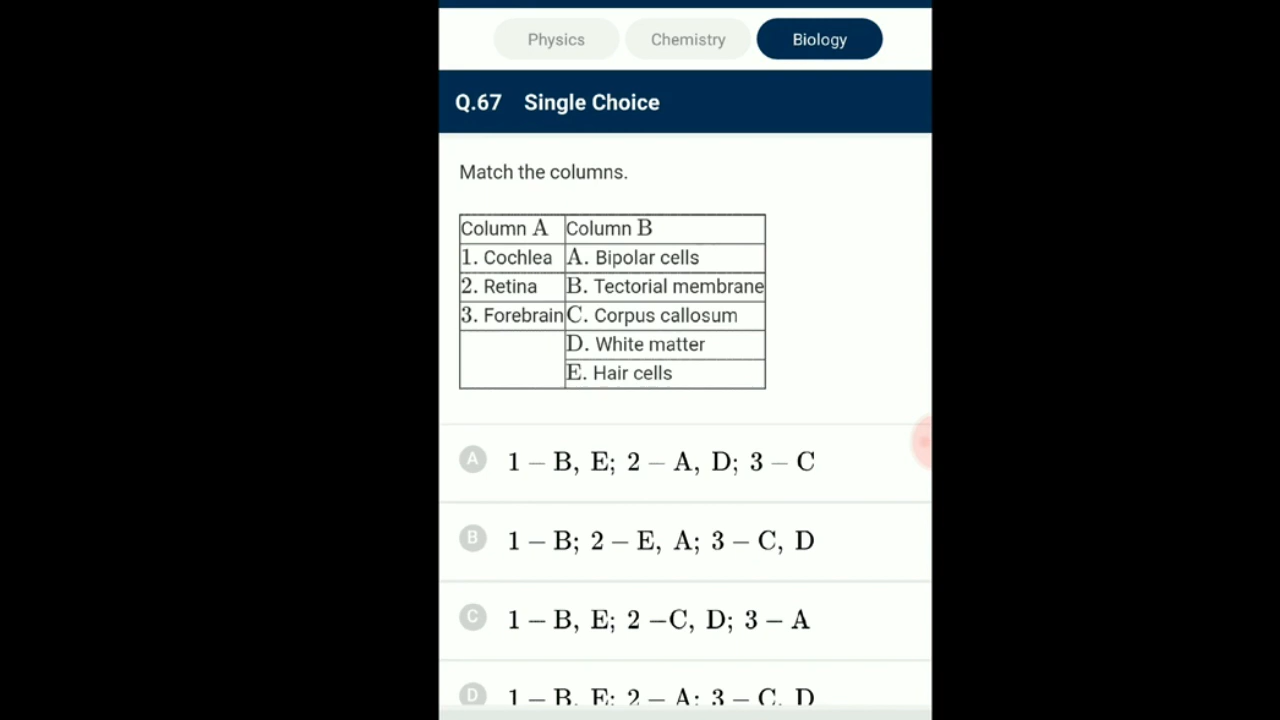 Physics Chemistry Biology
Q.67 Single Choice
Match the columns.
Column A Column B
1. Cochlea A. Bipolar cells
2. Retina B. Tectorial membrane
3. Forebrain C. Corpus callosum
D. White matter
E. Hair cells
A 1 – B, E; 2 – A, D; 3 – C
B 1 – B; 2 – E, A; 3 – C, D
C 1 – B, E; 2 –C, D; 3 – A
D 1 – B, E; 2 – A; 3 – C, D